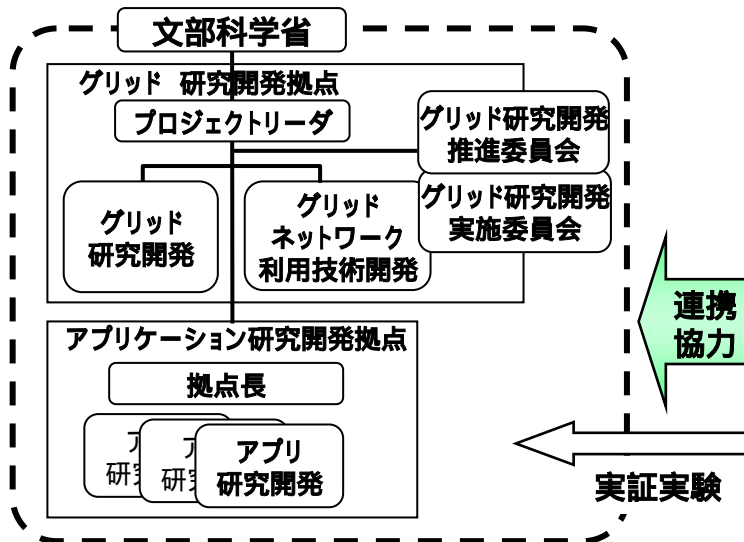 文部科学省
グリッド 研究開発拠点
プロジェクトリーダ
グリッド研究開発
推進委員会
グリッド研究開発
実施委員会
グリッド
研究開発
グリッド
ネットワーク
利用技術開発
連携
協力
アプリケーション研究開発拠点
拠点長
アプリ
研究開発
実証実験